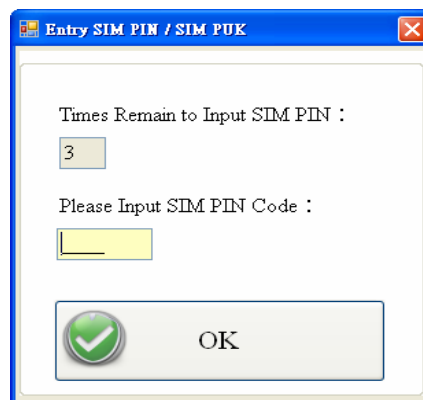 Entry SIM PIN / SIM PUK
Times Remain to Input SIM PIN：
3
Please Input SIM PIN Code：
OK